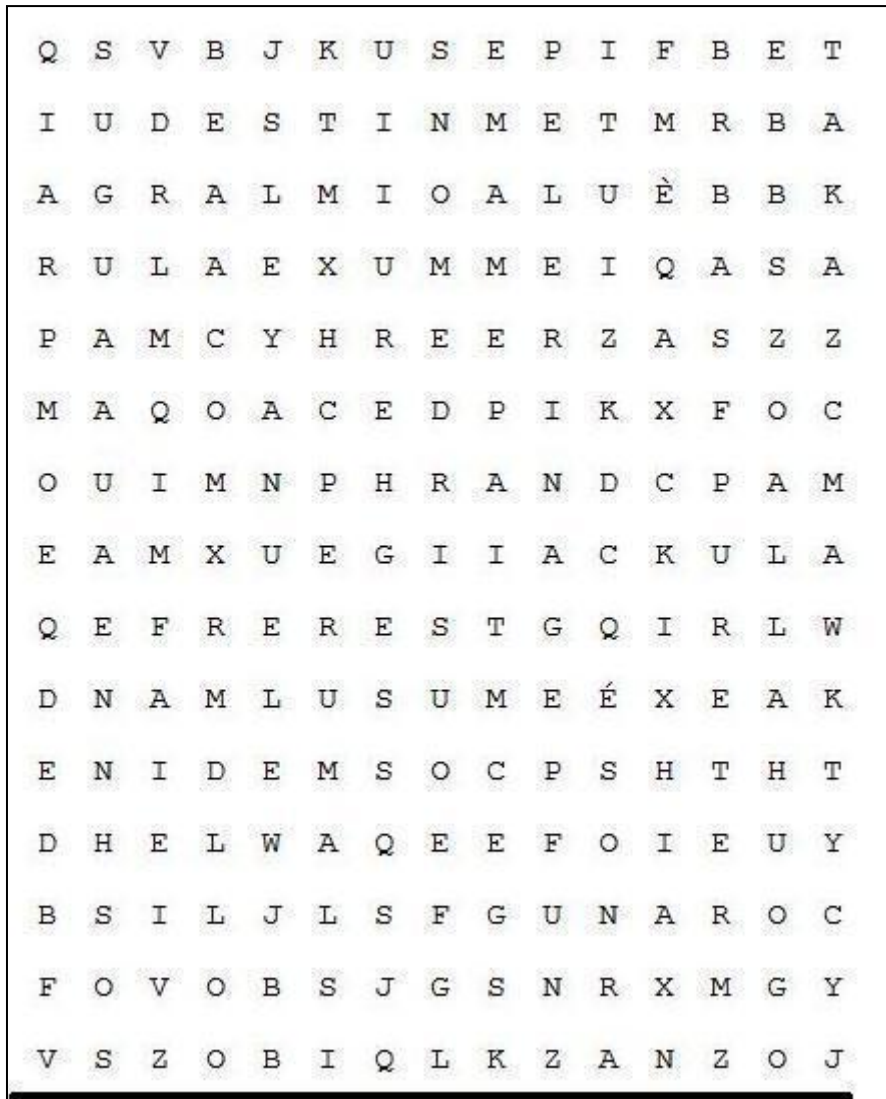 Q S V B J K U S E P I F B E T
I U D E S T I N M E T M R B A
A G R A L M I O A L U È B B K
R U L A E X U M M E I Q A S A
P A M C Y H R E E R Z A S Z Z
M A Q O A C E D P I K X F O C
O U I M N P H R A N D C P A M
E A M X U E G I I A C K U L A
Q E F R E R E S T G Q I R L W
D N A M L U S U M E É X E A K
E N I D E M S O C P S H T H T
D H E L W A Q E E F O I E U Y
B S I L J L S F G U N A R O C
F O V O B S J G S N R X M G Y
V S Z O B I Q L K Z A N Z O J